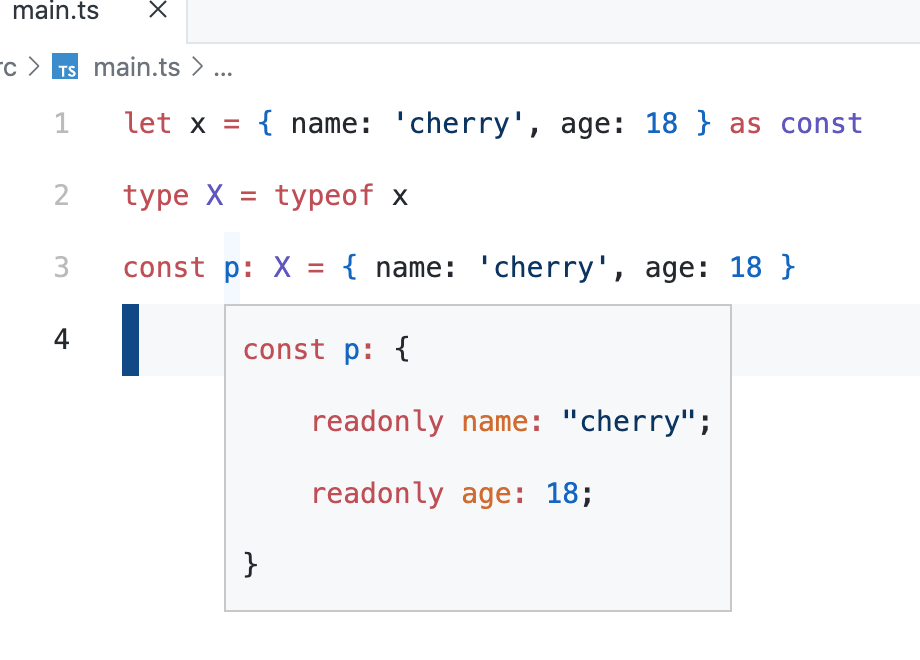 main.ts ×
rc > TS main.ts > ...
1 let x = { name: 'cherry', age: 18 } as const
2 type X = typeof x
3 const p: X = { name: 'cherry', age: 18 }
4
const p: {
readonly name: "cherry";
readonly age: 18;
}